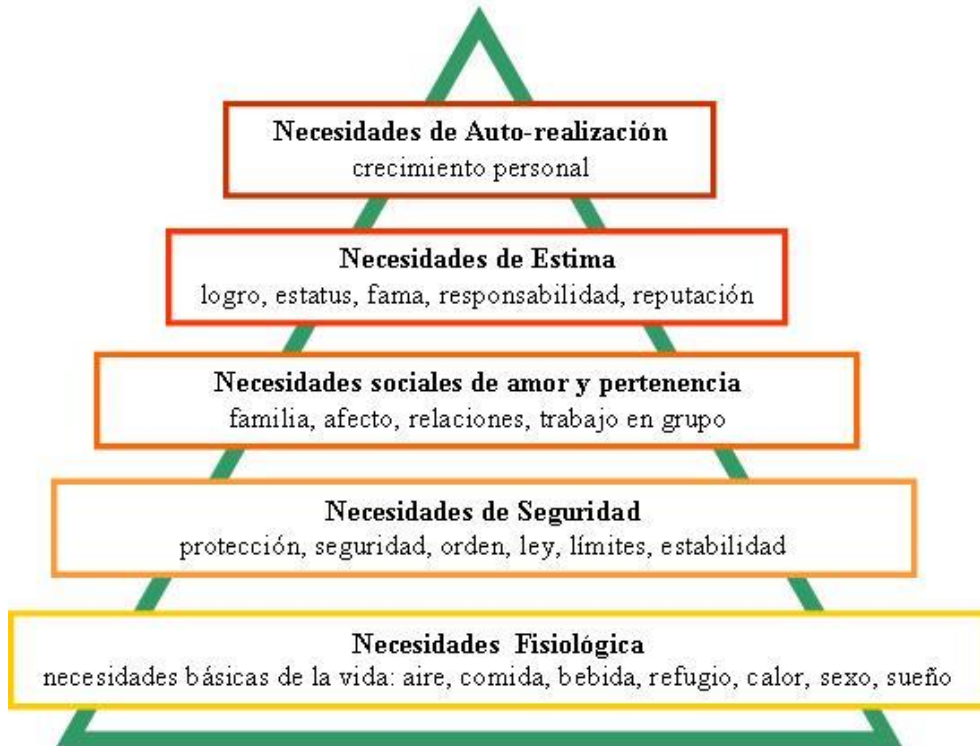 Necesidades de Auto-realización
crecimiento personal
Necesidades de Estima
logro, estatus, fama, responsabilidad, reputación
Necesidades sociales de amor y pertenencia
familia, afecto, relaciones, trabajo en grupo
Necesidades de Seguridad
protección, seguridad, orden, ley, límites, estabilidad
Necesidades Fisiológica
necesidades básicas de la vida: aire, comida, bebida, refugio, calor, sexo, sueño